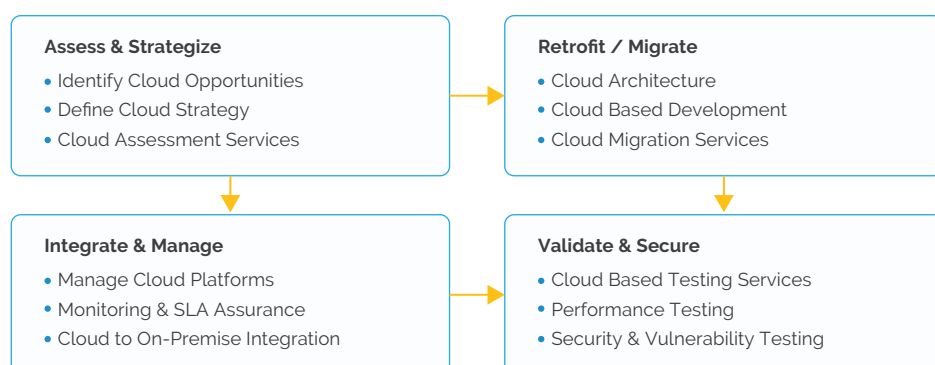 Assess & Strategize
• Identify Cloud Opportunities
• Define Cloud Strategy
• Cloud Assessment Services
Retrofit / Migrate
• Cloud Architecture
• Cloud Based Development
• Cloud Migration Services
Integrate & Manage
• Manage Cloud Platforms
• Monitoring & SLA Assurance
• Cloud to On-Premise Integration
Validate & Secure
• Cloud Based Testing Services
• Performance Testing
• Security & Vulnerability Testing